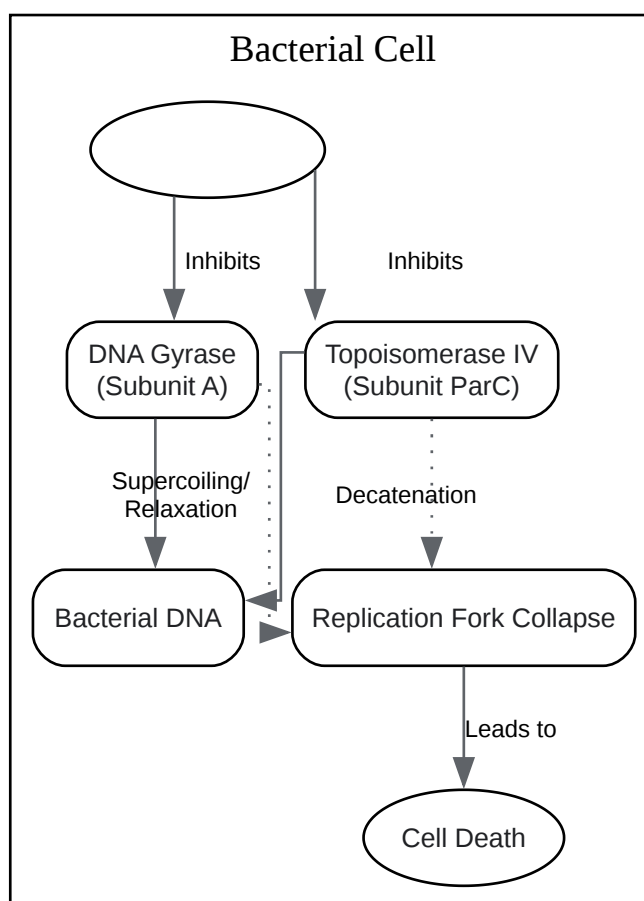 Bacterial Cell
Inhibits
Inhibits
DNA Gyrase
(Subunit A)
Topoisomerase IV
(Subunit ParC)
Supercoiling/
Relaxation
Decatenation
Bacterial DNA
Replication Fork Collapse
Leads to
Cell Death